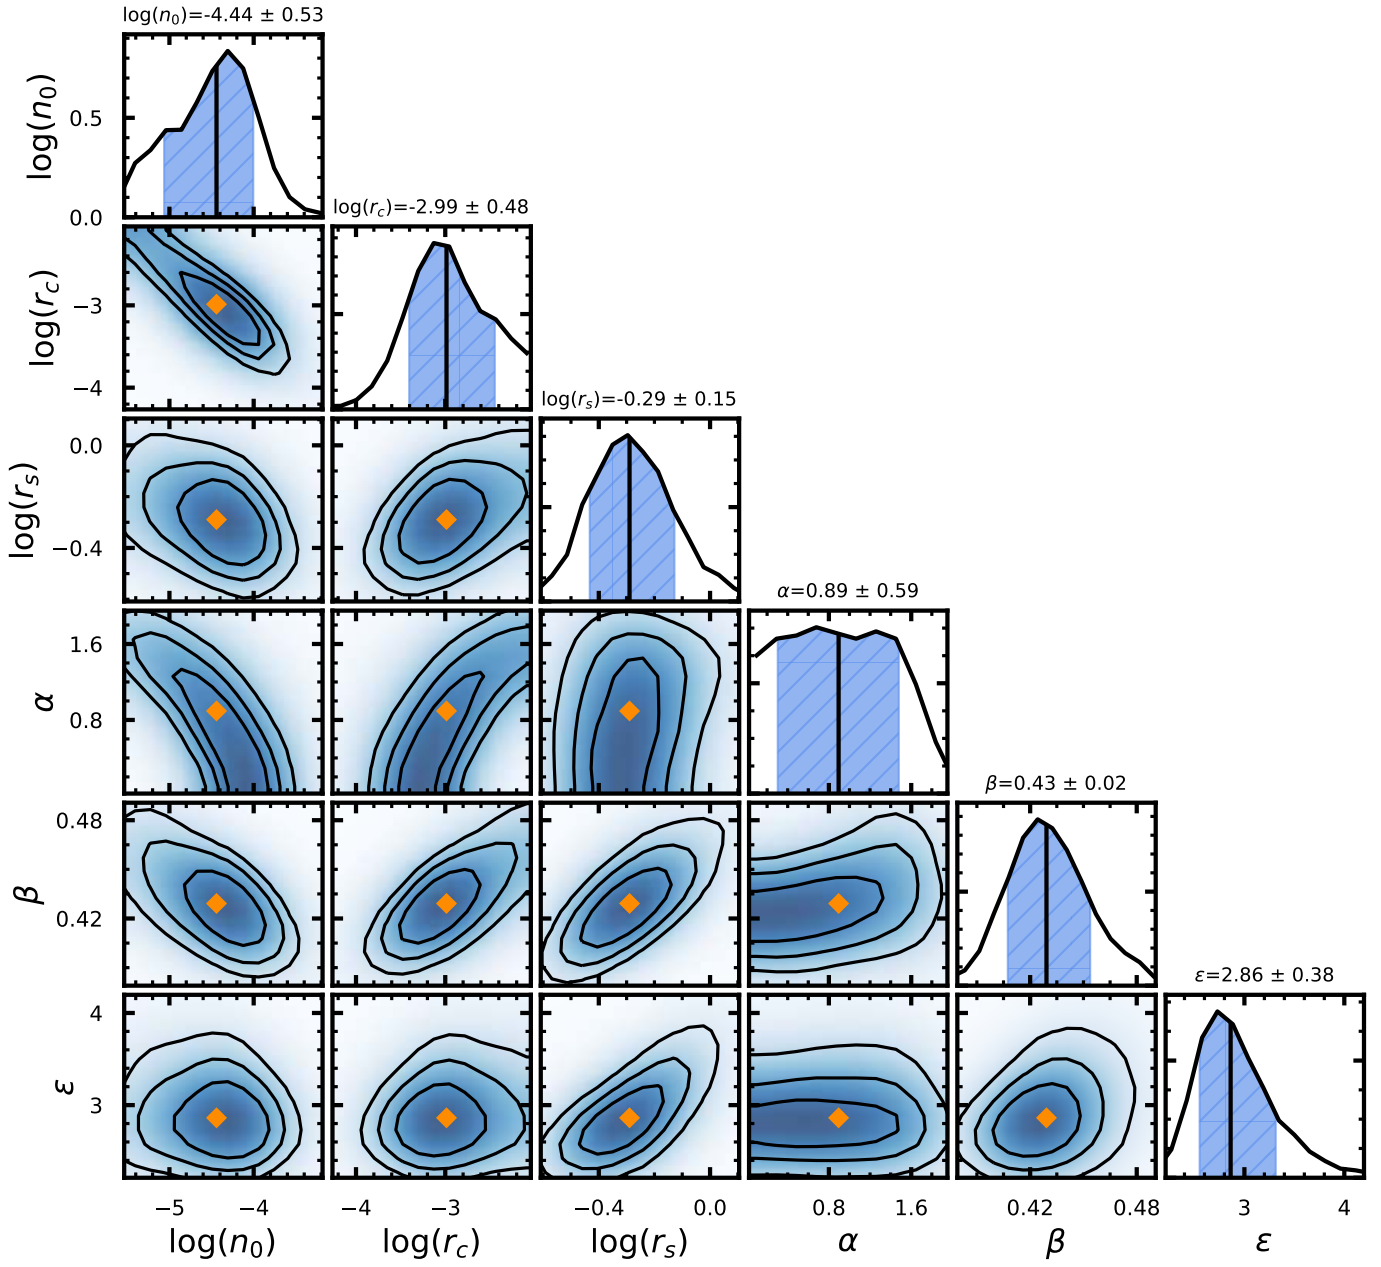 log(n₀)=-4.44 ± 0.53
log(n₀)
0.5
0.0
log(r_c)=-2.99 ± 0.48
log(r_c)
−3
−4
log(r_s)=-0.29 ± 0.15
log(r_s)
0.0
−0.4
α=0.89 ± 0.59
α
1.6
0.8
β=0.43 ± 0.02
β
0.48
0.42
ε=2.86 ± 0.38
ε
4
3
−5 −4 −4 −3 −0.4 0.0 0.8 1.6 0.42 0.48 3 4
log(n₀) log(r_c) log(r_s) α β ε